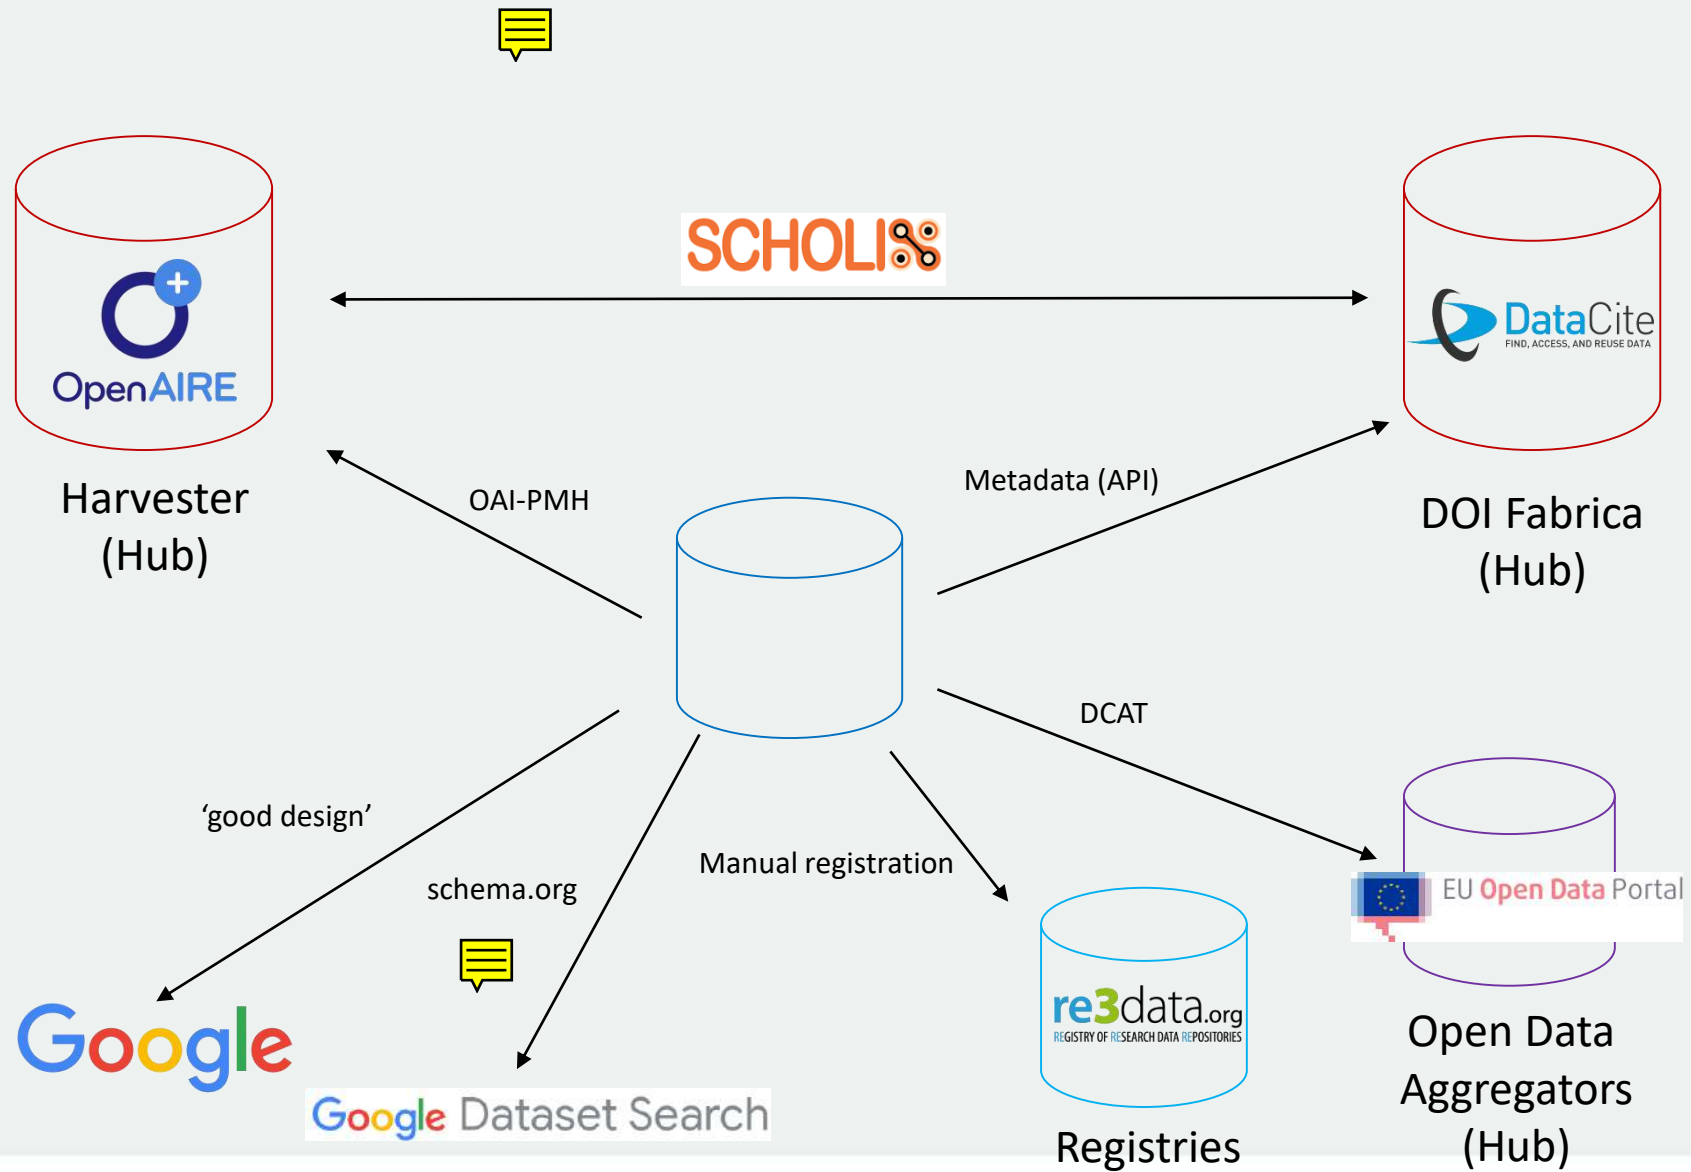 SCHOLIX
OpenAIRE
DataCite
FIND, ACCESS, AND REUSE DATA
Harvester
(Hub)
OAI-PMH
Metadata (API)
DOI Fabrica
(Hub)
DCAT
'good design'
schema.org
Manual registration
EU Open Data Portal
re3data.org
REGISTRY OF RESEARCH DATA REPOSITORIES
Google
Google Dataset Search
Registries
Open Data
Aggregators
(Hub)